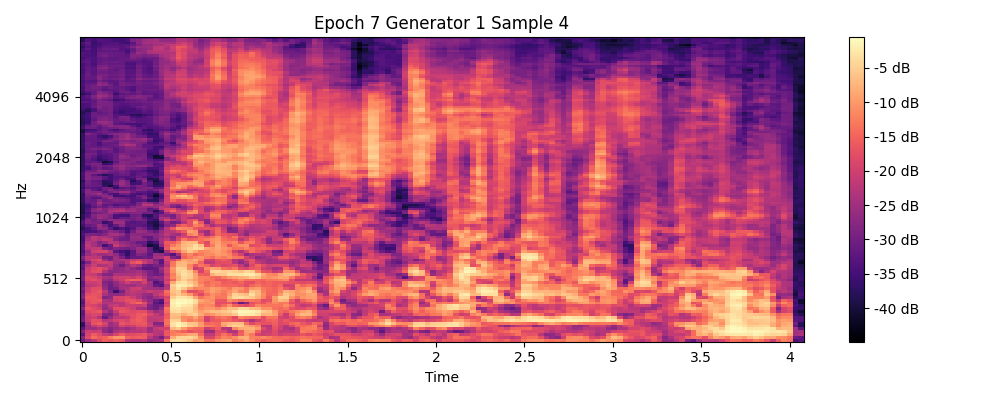 Epoch 7 Generator 1 Sample 4
Hz
4096
2048
1024
512
0
0 0.5 1 1.5 2 2.5 3 3.5 4
Time
-5 dB
-10 dB
-15 dB
-20 dB
-25 dB
-30 dB
-35 dB
-40 dB